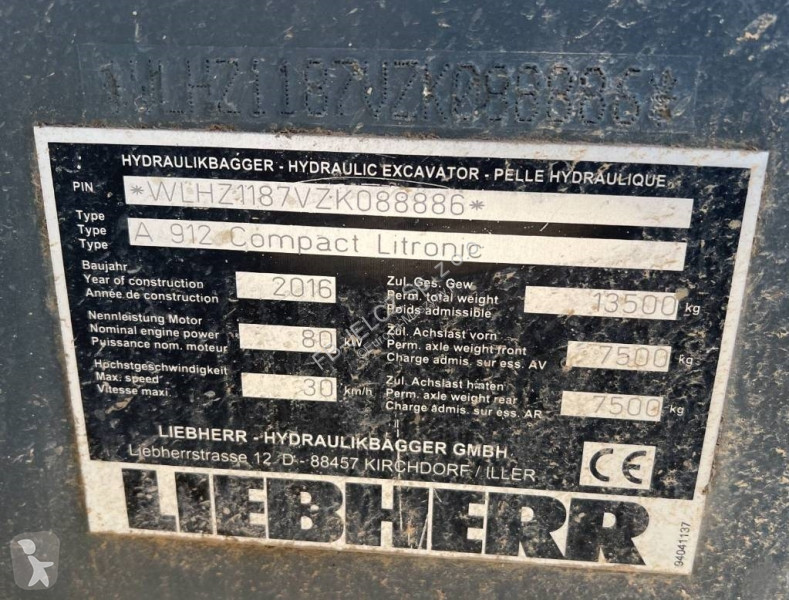 *WLHZ1187VZK088886*
HYDRAULIKBAGGER - HYDRAULIC EXCAVATOR - PELLE HYDRAULIQUE
PIN *WLHZ1187VZK088886*
Type
Type A 912 Compact Litronic
Type
Baujahr
Year of construction 2016
Année de construction
Zul. Ges. Gew
Perm. total weight 13500 kg
Poids admissible
Nennleistung Motor
Nominal engine power 80 kW
Puissance nom. moteur
Zul. Achslast vorn
Perm. axle weight front 7500 kg
Charge admis. sur ess. AV
Höchstgeschwindigkeit
Max. speed 30 km/h
Vitesse maxi.
Zul. Achslast hinten
Perm. axle weight rear 7500 kg
Charge admis. sur ess. AR
LIEBHERR - HYDRAULIKBAGGER GMBH
Liebherrstrasse 12 D - 88457 KIRCHDORF / ILLER
CE
LIEBHERR
94041137